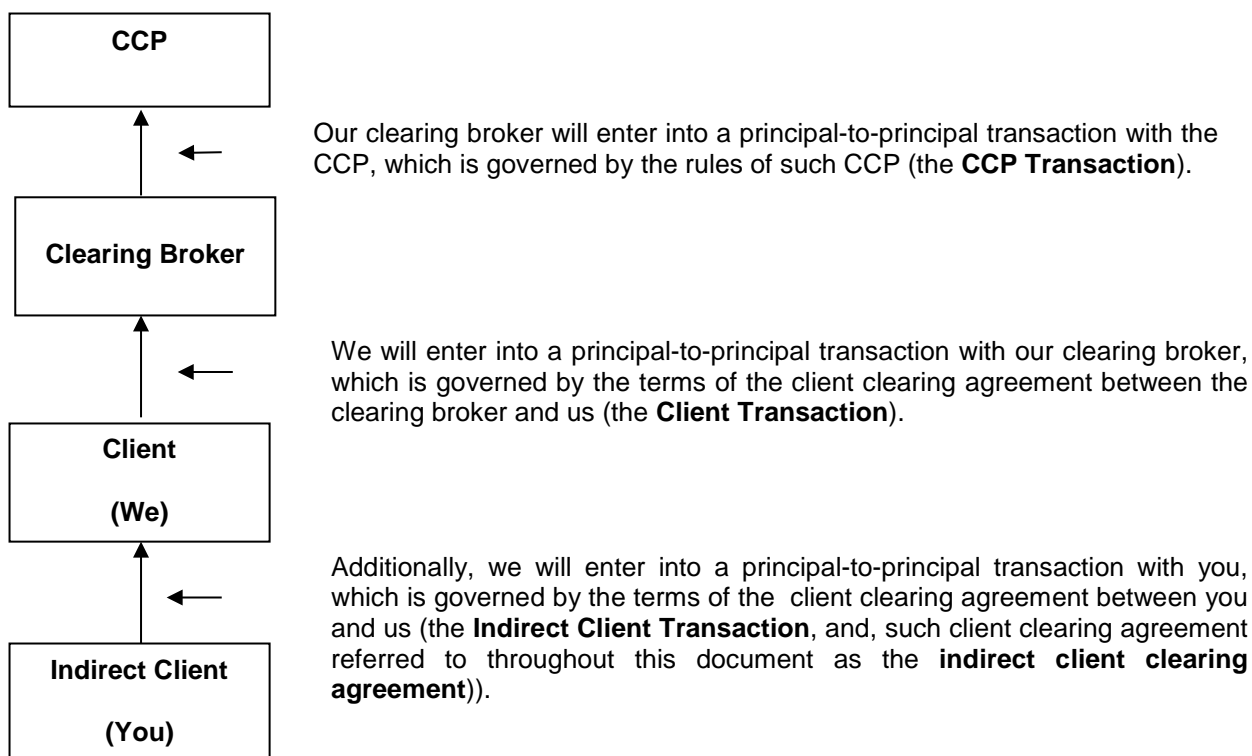 CCP
Our clearing broker will enter into a principal-to-principal transaction with the
CCP, which is governed by the rules of such CCP (the CCP Transaction).
Clearing Broker
We will enter into a principal-to-principal transaction with our clearing broker,
which is governed by the terms of the client clearing agreement between the
clearing broker and us (the Client Transaction).
Client
(We)
Additionally, we will enter into a principal-to-principal transaction with you,
which is governed by the terms of the client clearing agreement between you
and us (the Indirect Client Transaction, and, such client clearing agreement
referred to throughout this document as the indirect client clearing
agreement)).
Indirect Client
(You)